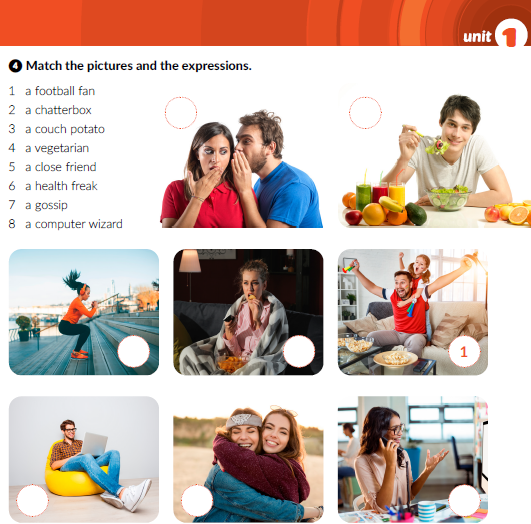 unit 1
4 Match the pictures and the expressions.
1 a football fan
2 a chatterbox
3 a couch potato
4 a vegetarian
5 a close friend
6 a health freak
7 a gossip
8 a computer wizard
1